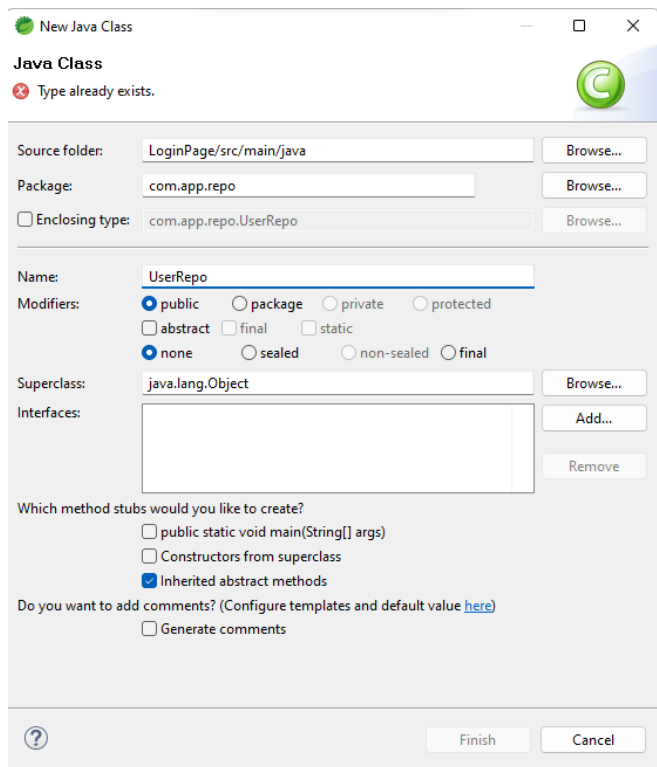 New Java Class
Java Class
Type already exists.
Source folder: LoginPage/src/main/java Browse...
Package: com.app.repo Browse...
Enclosing type: com.app.repo.UserRepo Browse...
Name: UserRepo
Modifiers: public package private protected
abstract final static
none sealed non-sealed final
Superclass: java.lang.Object Browse...
Interfaces: Add...
Remove
Which method stubs would you like to create?
public static void main(String[] args)
Constructors from superclass
Inherited abstract methods
Do you want to add comments? (Configure templates and default value here)
Generate comments
? Finish Cancel